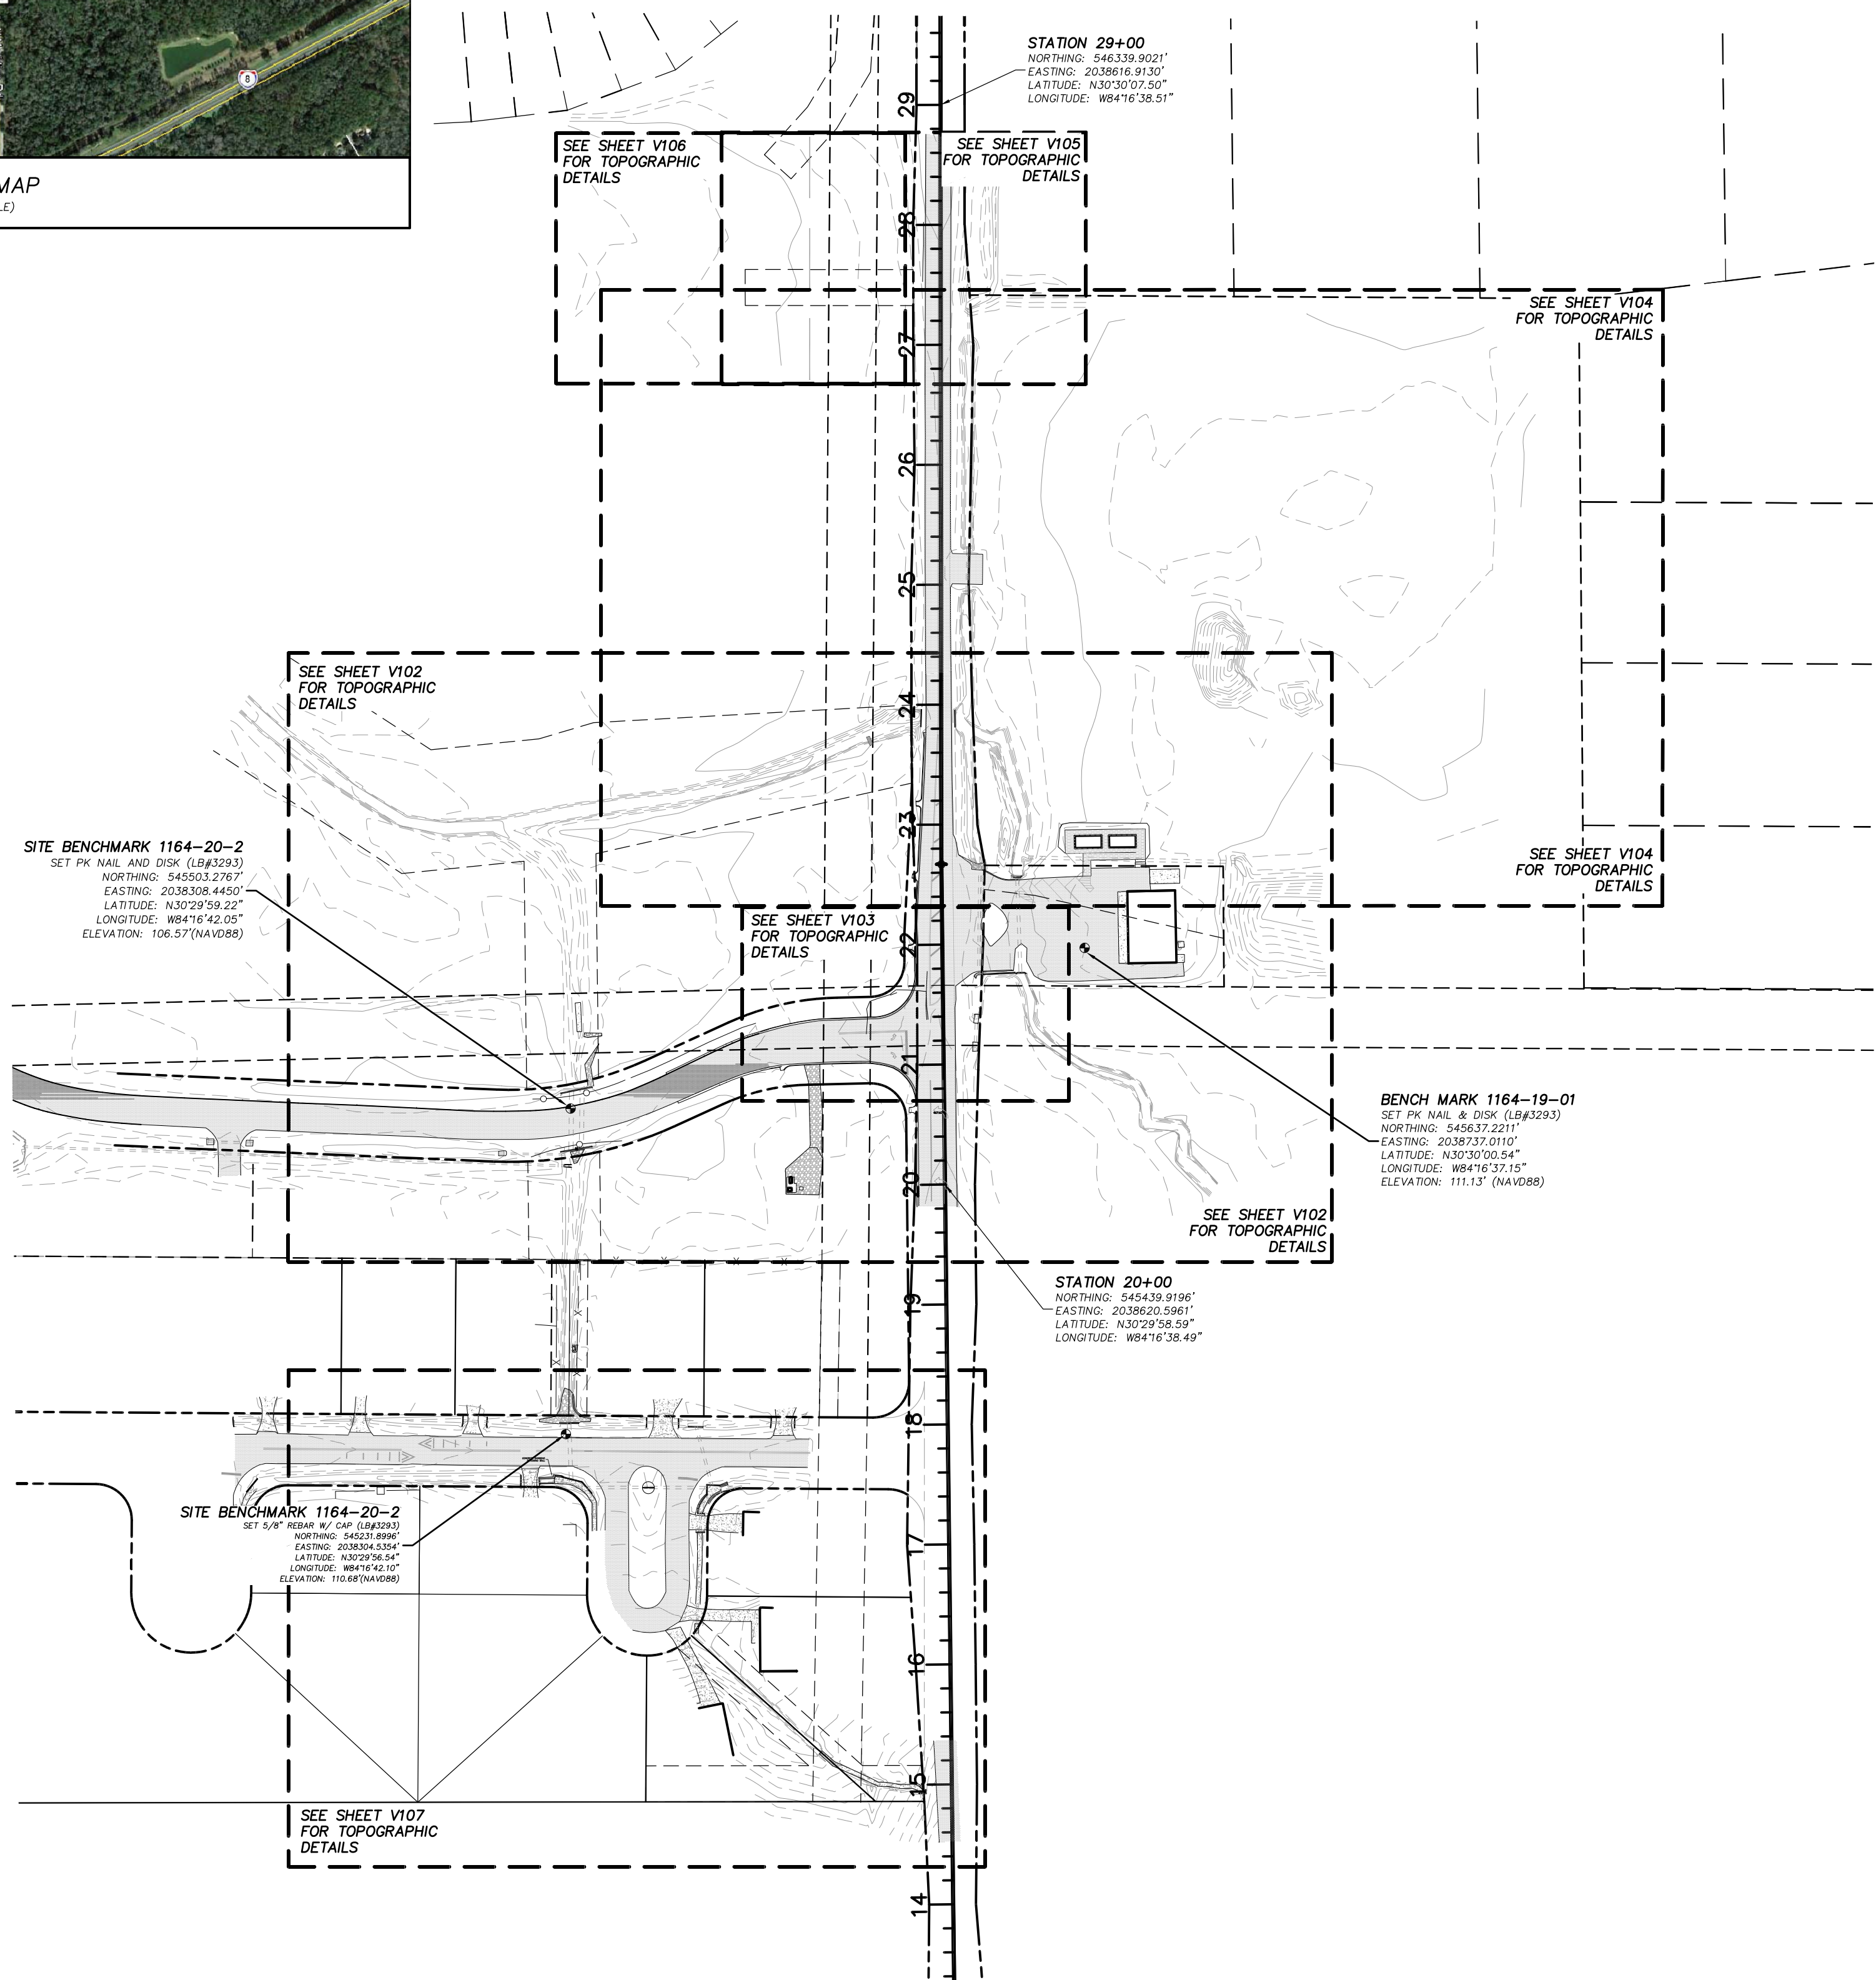 8
MAP
LE)
STATION 29+00
NORTHING: 546339.9021'
EASTING: 2038616.9130'
LATITUDE: N30°30'07.50"
LONGITUDE: W84°16'38.51"
29
SEE SHEET V106
FOR TOPOGRAPHIC
DETAILS
SEE SHEET V105
FOR TOPOGRAPHIC
DETAILS
28
SEE SHEET V104
FOR TOPOGRAPHIC
DETAILS
27
26
25
SEE SHEET V102
FOR TOPOGRAPHIC
DETAILS
24
23
SITE BENCHMARK 1164-20-2
SET PK NAIL AND DISK (LB#3293)
NORTHING: 545503.2767'
EASTING: 2038308.4450'
LATITUDE: N30°29'59.22"
LONGITUDE: W84°16'42.05"
ELEVATION: 106.57'(NAVD88)
SEE SHEET V104
FOR TOPOGRAPHIC
DETAILS
SEE SHEET V103
FOR TOPOGRAPHIC
DETAILS
22
21
BENCH MARK 1164-19-01
SET PK NAIL & DISK (LB#3293)
NORTHING: 545637.2211'
EASTING: 2038737.0110'
LATITUDE: N30°30'00.54"
LONGITUDE: W84°16'37.15"
ELEVATION: 111.13' (NAVD88)
20
SEE SHEET V102
FOR TOPOGRAPHIC
DETAILS
STATION 20+00
NORTHING: 545439.9196'
EASTING: 2038620.5961'
LATITUDE: N30°29'58.59"
LONGITUDE: W84°16'38.49"
19
18
SITE BENCHMARK 1164-20-2
SET 5/8" REBAR W/ CAP (LB#3293)
NORTHING: 545231.8996'
EASTING: 2038304.5354'
LATITUDE: N30°29'56.54"
LONGITUDE: W84°16'42.10"
ELEVATION: 110.68'(NAVD88)
17
16
15
SEE SHEET V107
FOR TOPOGRAPHIC
DETAILS
14